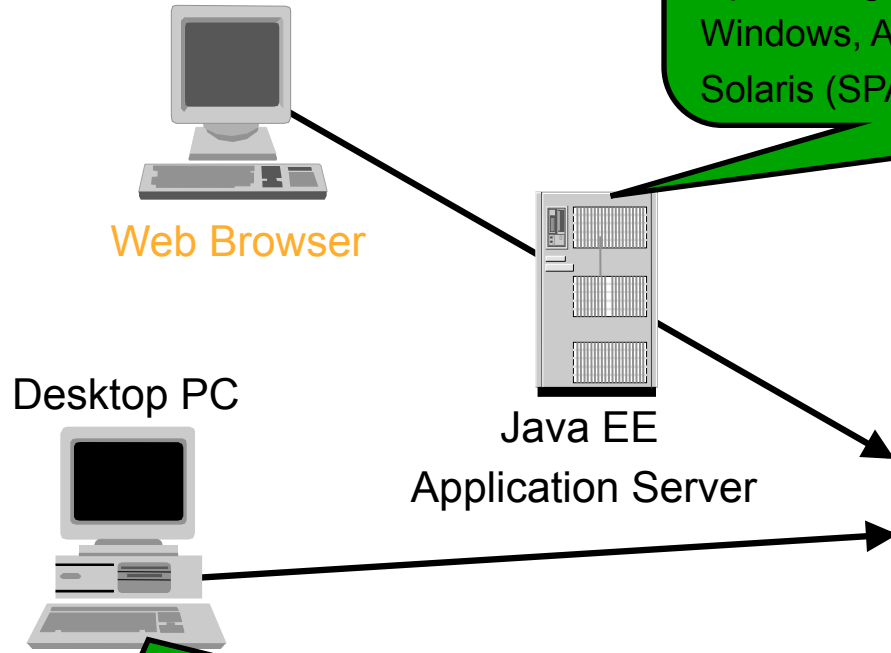 Windows,
Solaris
Web Browser
Desktop PC
Java EE
Application Server